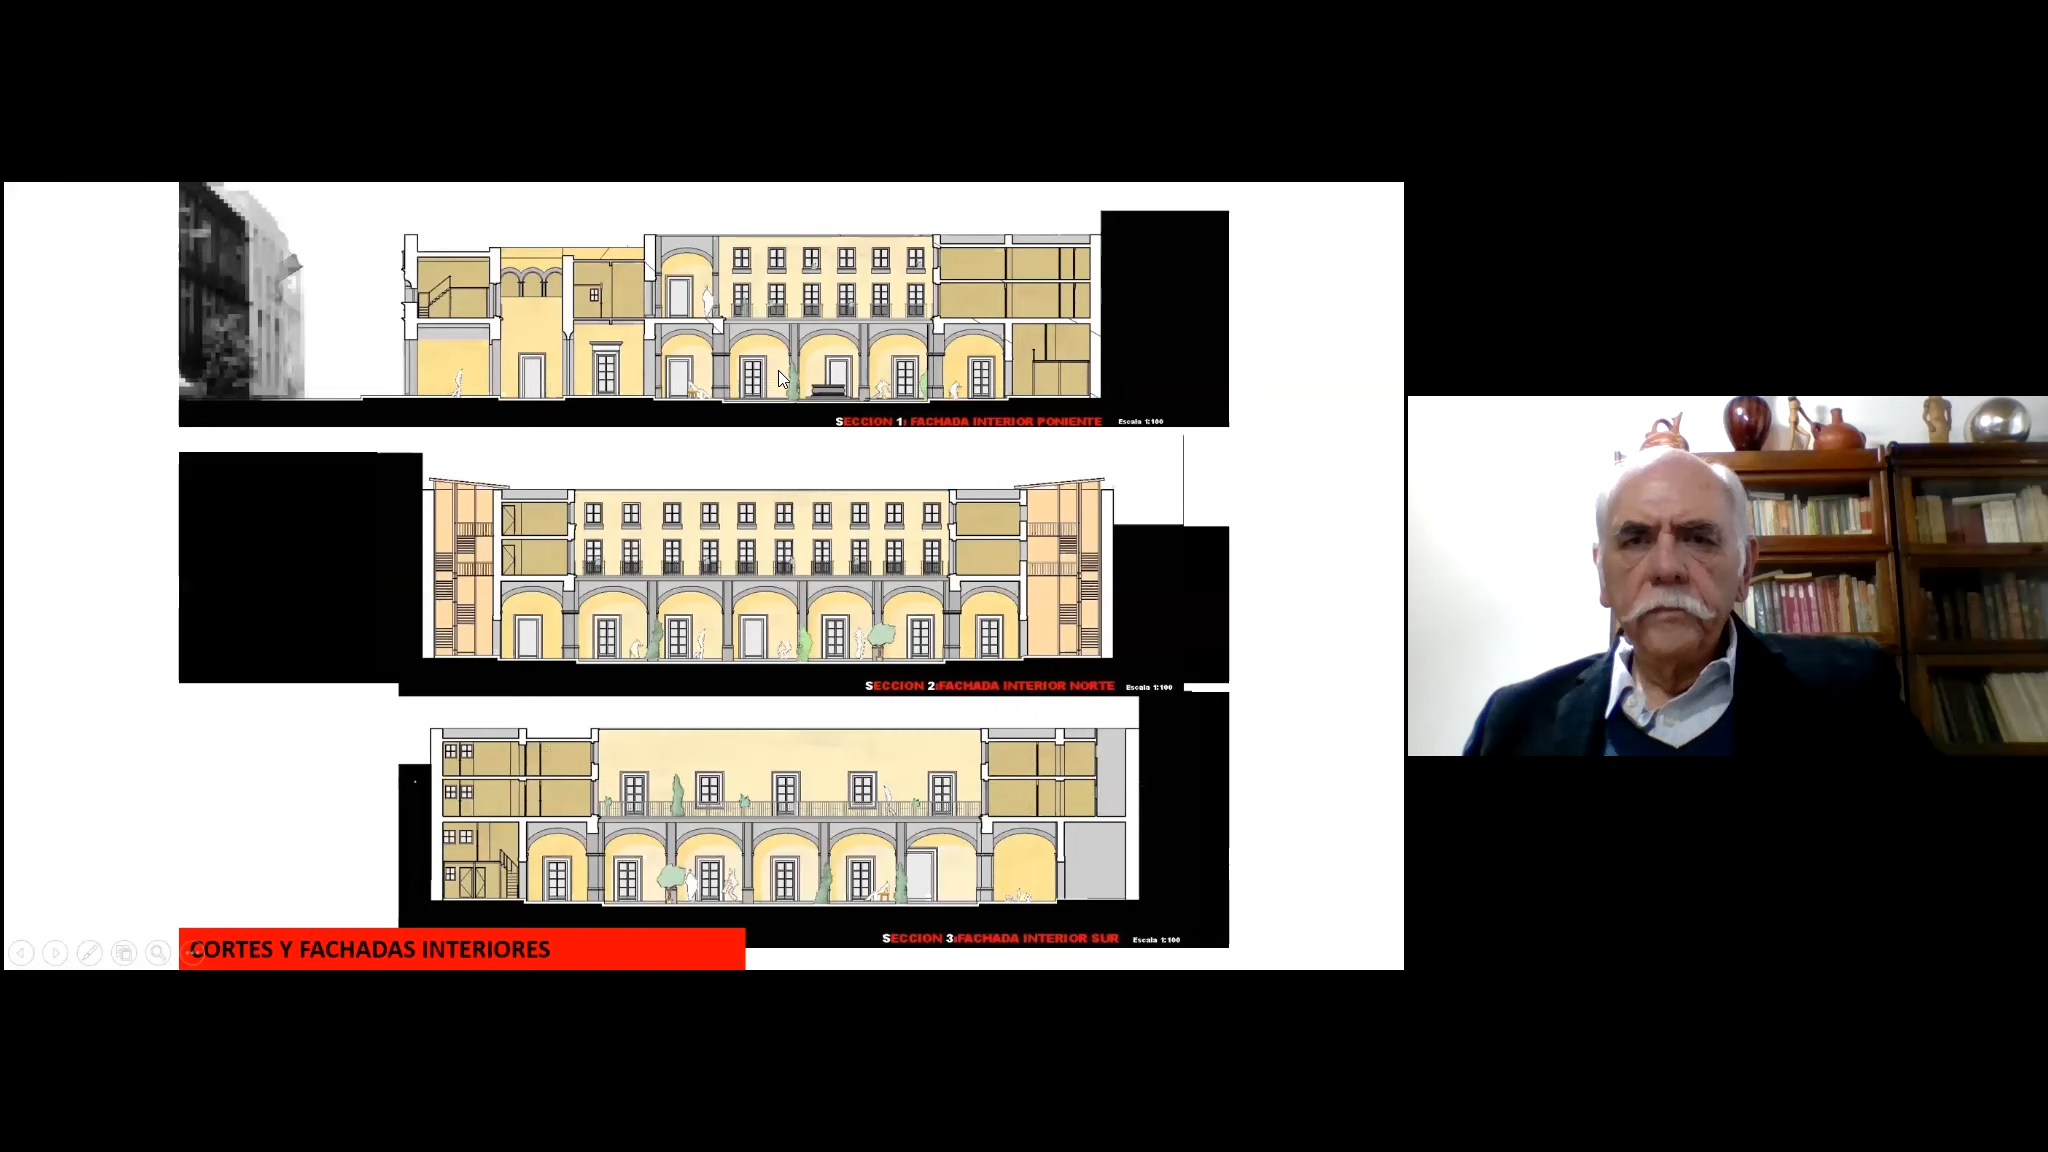 SECCION 1: FACHADA INTERIOR PONIENTE Escala 1:100
SECCION 2:FACHADA INTERIOR NORTE Escala 1:100
SECCION 3:FACHADA INTERIOR SUR Escala 1:100
CORTES Y FACHADAS INTERIORES